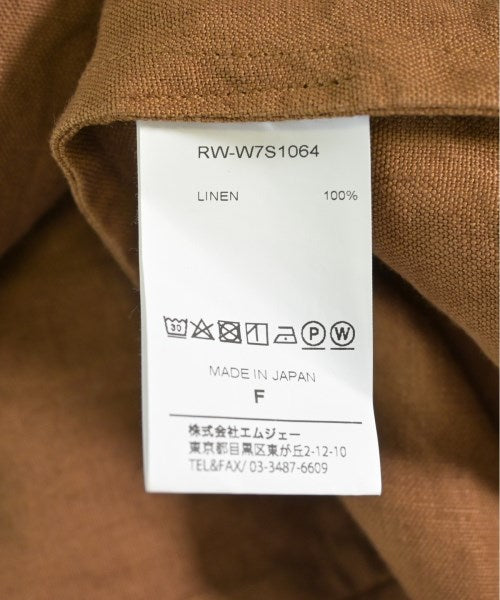 RW-W7S1064
LINEN 100%
30 P W
MADE IN JAPAN
F
株式会社エムジェー
東京都目黒区東が丘2-12-10
TEL&FAX/ 03-3487-6609